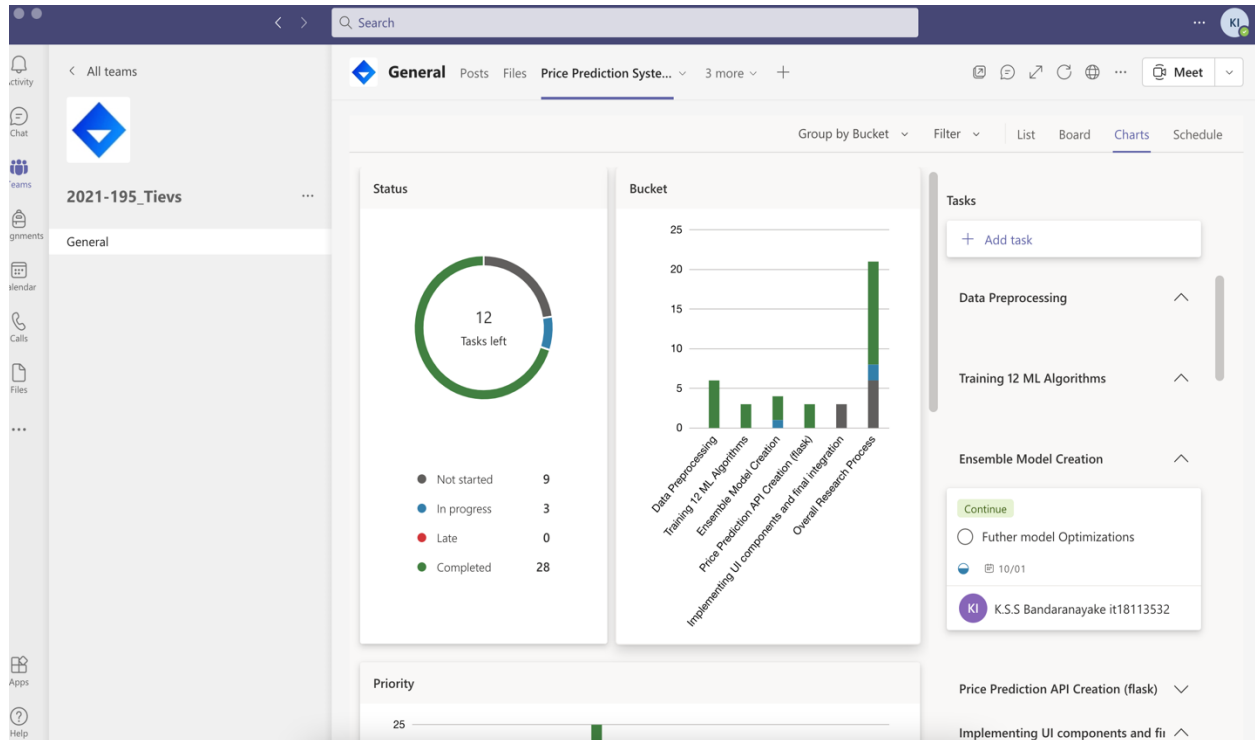 Search
KI
Activity
Chat
Teams
Assignments
Calendar
Calls
Files
Apps
Help
All teams
2021-195_Tievs
General
General Posts Files Price Prediction Syste... 3 more
Meet
Group by Bucket Filter List Board Charts Schedule
Status
12
Tasks left
Not started 9
In progress 3
Late 0
Completed 28
Bucket
25
20
15
10
5
0
Data Preprocessing
Training 12 ML Algorithms
Ensemble Model Creation
Price Prediction API Creation (flask)
Implementing UI components and final integration
Overall Research Process
Priority
25
Tasks
Add task
Data Preprocessing
Training 12 ML Algorithms
Ensemble Model Creation
Continue
Futher model Optimizations
10/01
KI K.S.S Bandaranayake it18113532
Price Prediction API Creation (flask)
Implementing UI components and fi